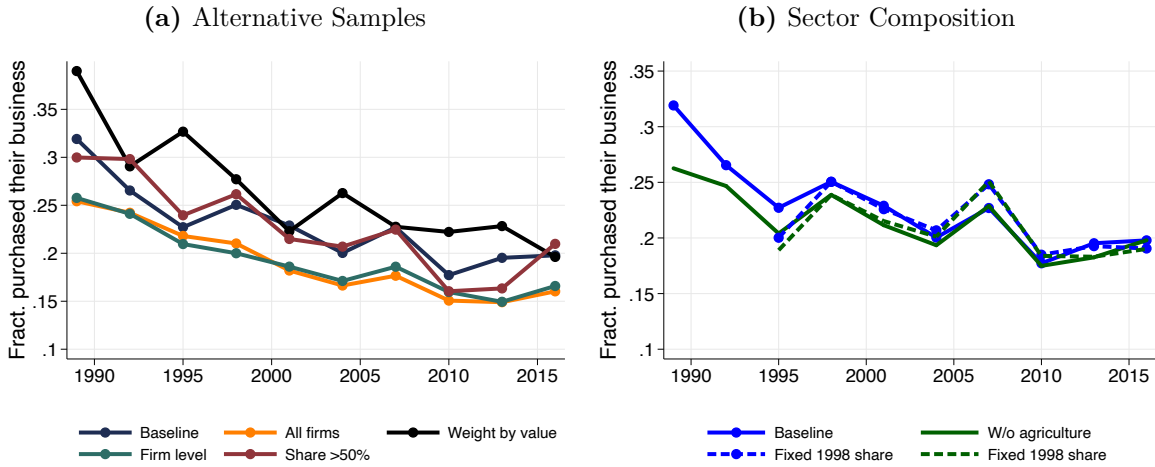 (a) Alternative Samples
Fract. purchased their business
.35
.3
.25
.2
.15
.1
1990 1995 2000 2005 2010 2015
Baseline All firms Weight by value
Firm level Share >50%
(b) Sector Composition
Fract. purchased their business
.35
.3
.25
.2
.15
.1
1990 1995 2000 2005 2010 2015
Baseline W/o agriculture
Fixed 1998 share Fixed 1998 share